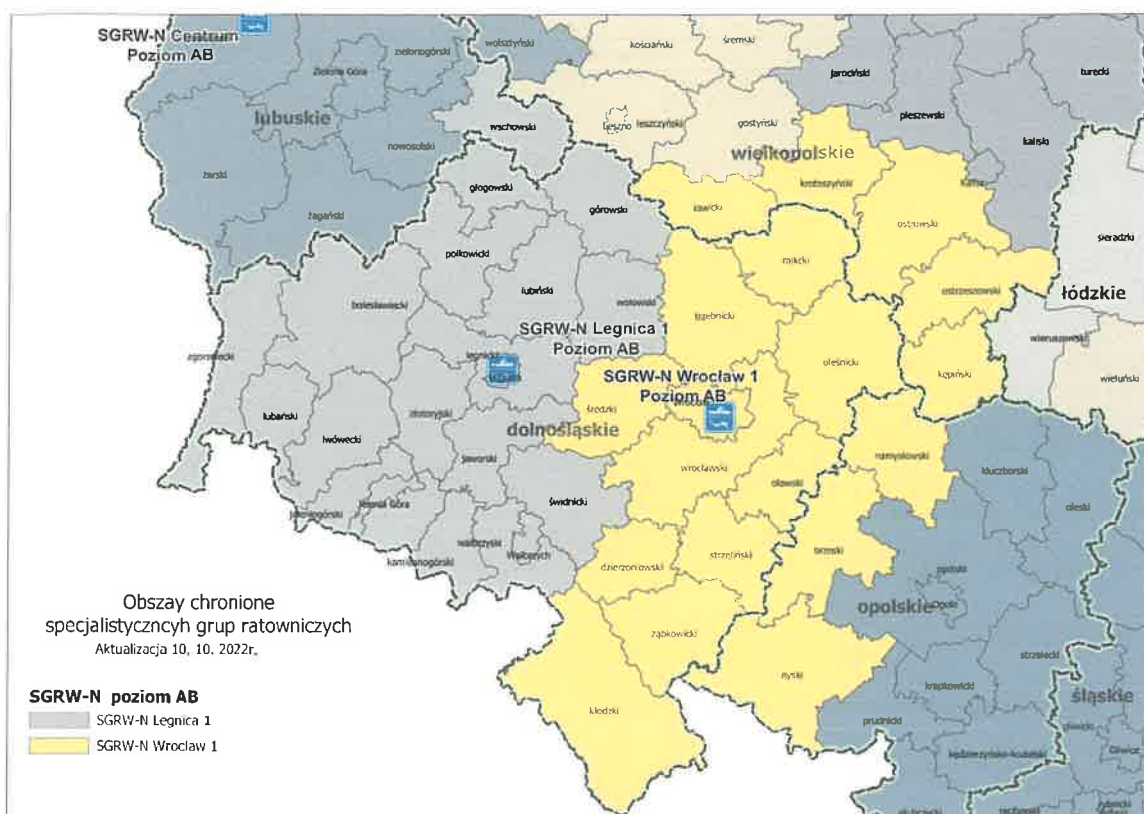 SGRW-N Centrum
Poziom AB
zielonogórski
wolsztyński
kościański
śremski
jarociński
turecki
Zielona Góra
lubuskie
wschowski
Leszno
leszczyński
gostyński
pleszewski
wielkopolskie
kaliski
nowosolski
żarski
żagański
głogowski
górowski
rawicki
krotoszyński
ostrowski
sieradzki
polkowicki
milicki
lubiński
wołowski
trzebnicki
ostrzeszowski
łódzkie
bolesławiecki
SGRW-N Legnica 1
Poziom AB
wieruszowski
zgorzelecki
legnicki
oleśnicki
kępiński
wieluński
SGRW-N Wrocław 1
Poziom AB
lubański
złotoryjski
średzki
dolnośląskie
lwówecki
jaworski
wrocławski
namysłowski
kluczborski
oleski
świdnicki
oławski
jeleniogórski
Jelenia Góra
wałbrzyski
Wałbrzych
kamiennogórski
strzeliński
brzeski
dzierżoniowski
opolski
opolskie
Opole
Obszay chronione
specjalistyczncyh grup ratowniczych
Aktualizacja 10. 10. 2022r.
ząbkowicki
nyski
strzelecki
krapkowicki
śląskie
SGRW-N poziom AB
SGRW-N Legnica 1
SGRW-N Wrocław 1
kłodzki
prudnicki
kędzierzyńsko-kozielski